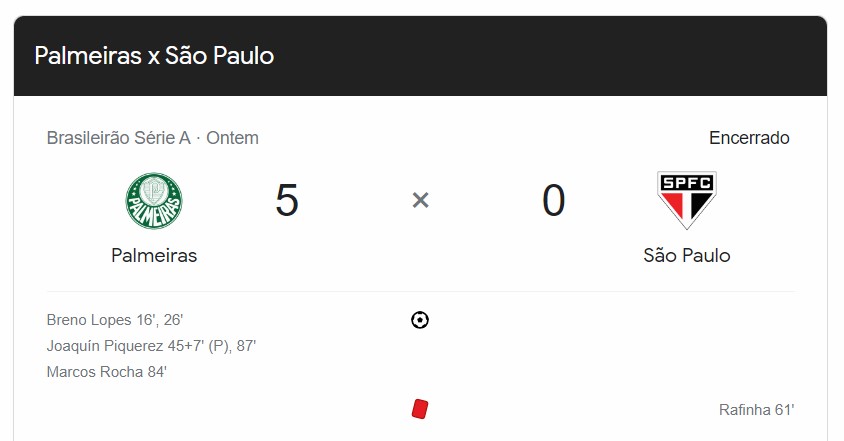 Palmeiras x São Paulo
Brasileirão Série A · Ontem
Encerrado
PALMEIRAS
5 × 0
SPFC
Palmeiras
São Paulo
Breno Lopes 16', 26'
Joaquín Piquerez 45+7' (P), 87'
Marcos Rocha 84'
Rafinha 61'